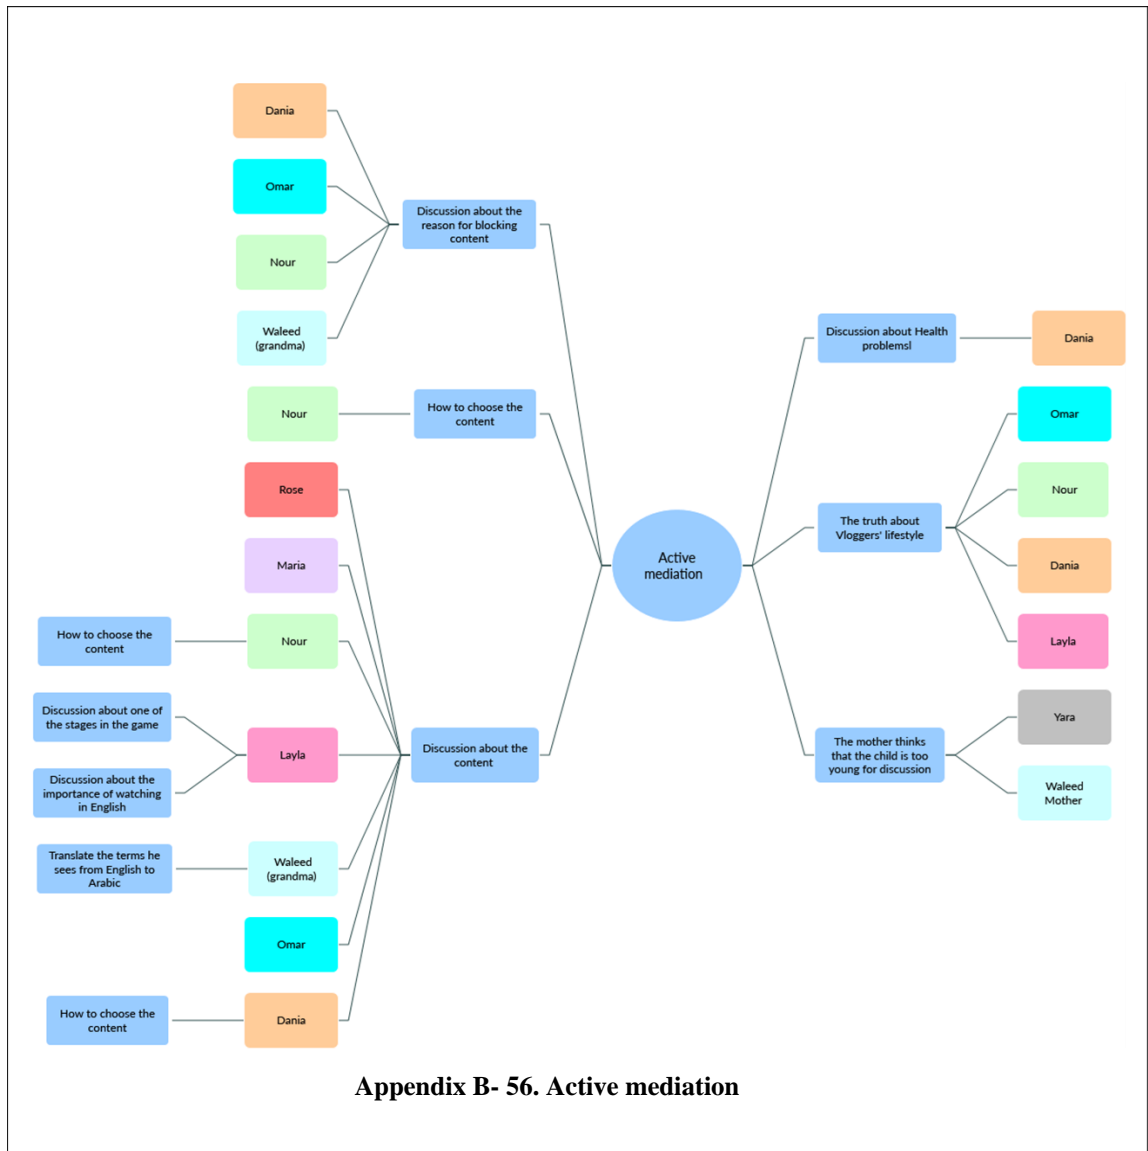 Dania
Omar
Nour
Waleed
(grandma)
Discussion about the
reason for blocking
content
Nour
How to choose the
content
Rose
Maria
Nour
How to choose the
content
Layla
Discussion about one of
the stages in the game
Discussion about the
importance of watching
in English
Waleed
(grandma)
Translate the terms he
sees from English to
Arabic
Omar
Dania
How to choose the
content
Discussion about the
content
Active
mediation
Discussion about Health
problemsl
Dania
The truth about
Vloggers' lifestyle
Omar
Nour
Dania
Layla
The mother thinks
that the child is too
young for discussion
Yara
Waleed
Mother
Appendix B- 56. Active mediation